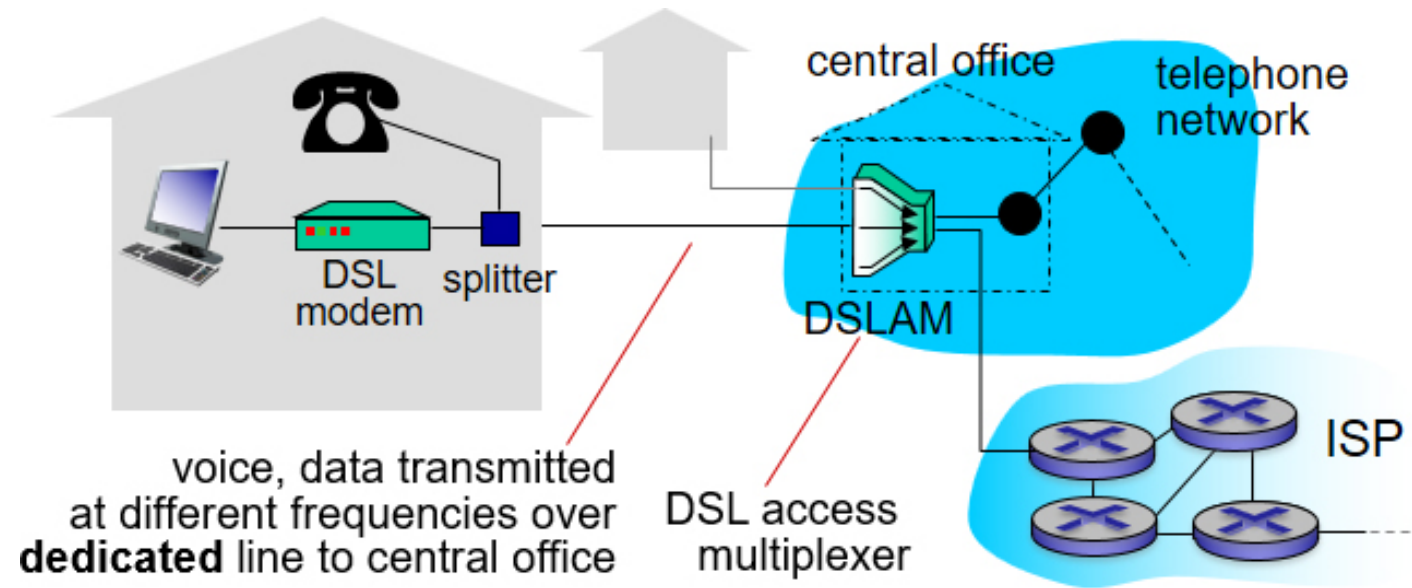 central office
telephone
network
DSL
modem
splitter
DSLAM
ISP
voice, data transmitted
at different frequencies over
dedicated line to central office
DSL access
multiplexer